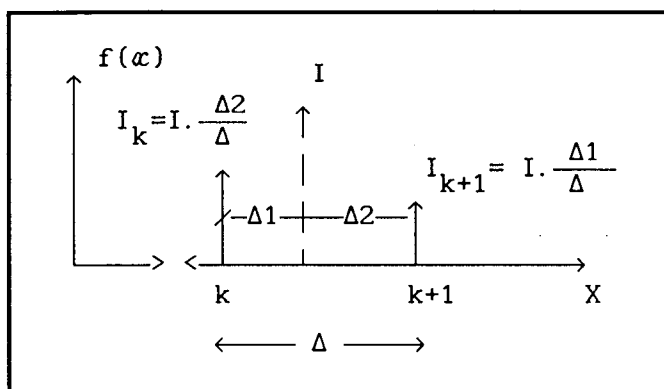 f(x)
I
I_k=I. Δ2/Δ
I_{k+1}= I. Δ1/Δ
Δ1 Δ2
k k+1 X
Δ